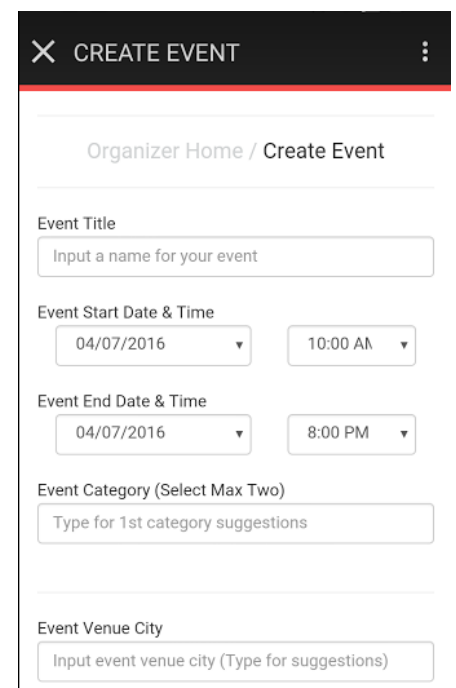 CREATE EVENT
Organizer Home / Create Event
Event Title
Input a name for your event
Event Start Date & Time
04/07/2016 10:00 AM
Event End Date & Time
04/07/2016 8:00 PM
Event Category (Select Max Two)
Type for 1st category suggestions
Event Venue City
Input event venue city (Type for suggestions)